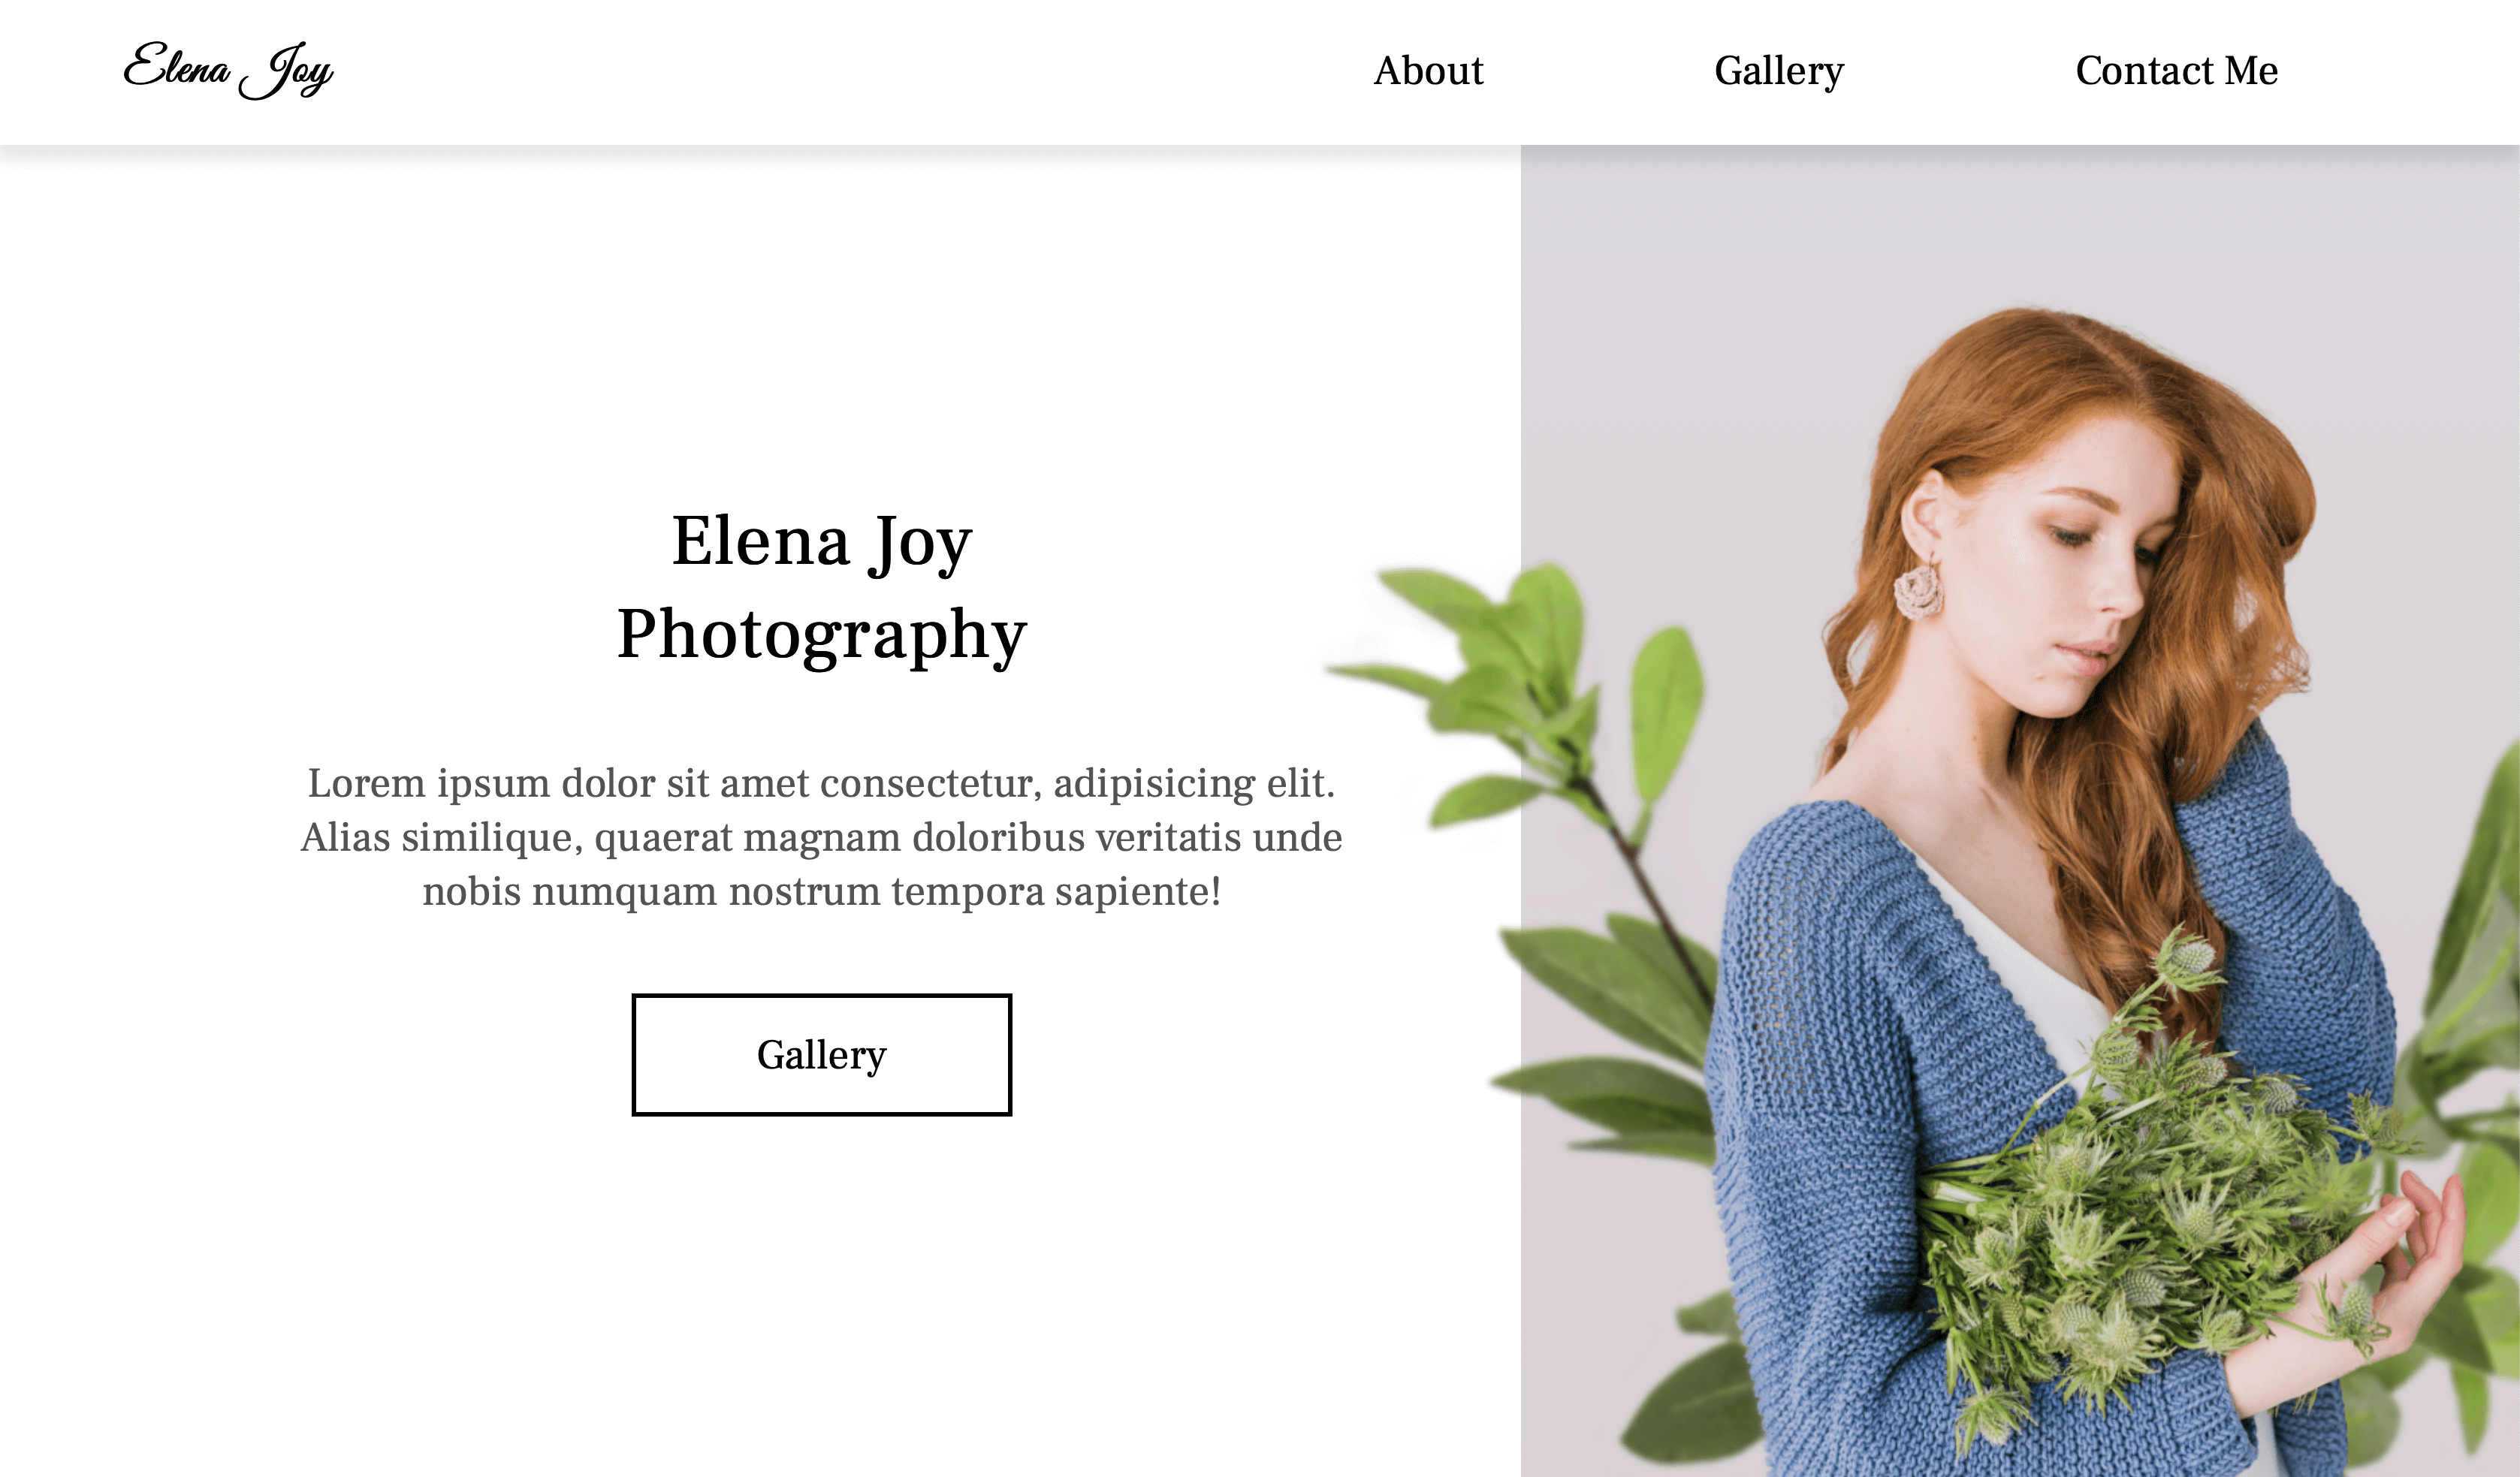 Elena Joy
About
Gallery
Contact Me
Elena Joy
Photography
Lorem ipsum dolor sit amet consectetur, adipisicing elit.
Alias similique, quaerat magnam doloribus veritatis unde
nobis numquam nostrum tempora sapiente!
Gallery